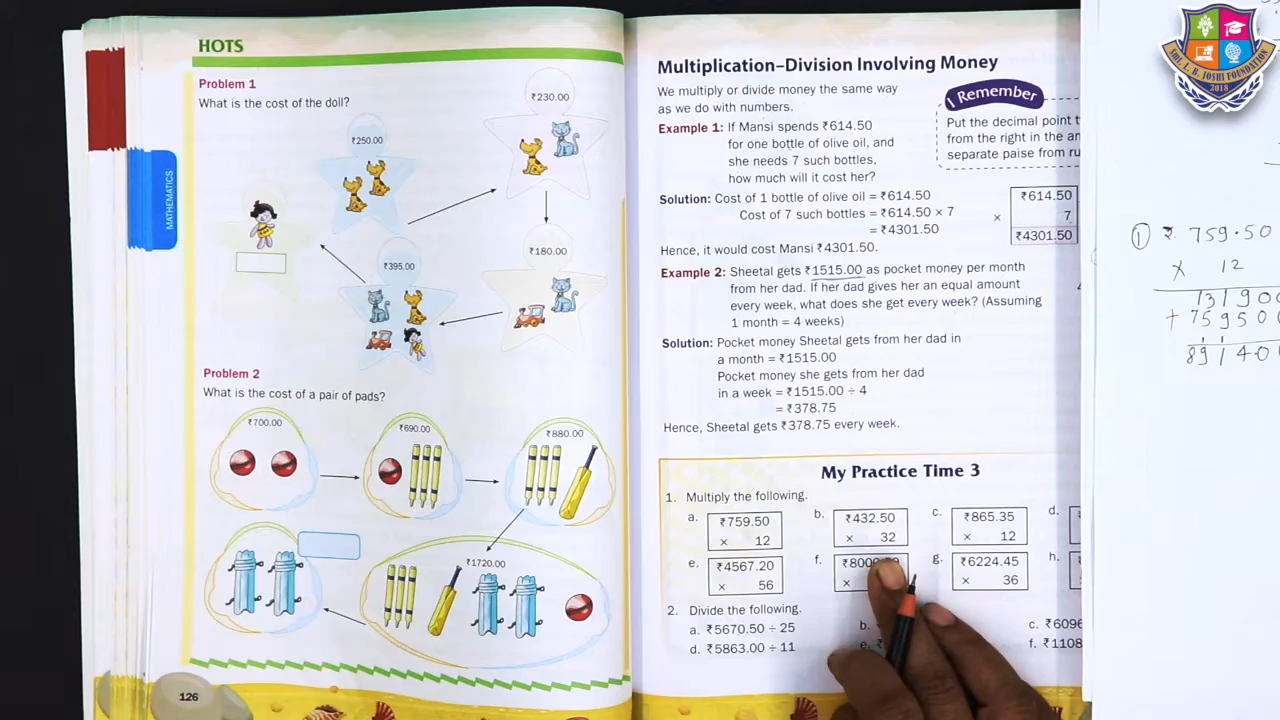 HOTS
Problem 1
What is the cost of the doll?
₹230.00
₹250.00
₹395.00
₹180.00
MATHEMATICS
Problem 2
What is the cost of a pair of pads?
₹700.00
₹690.00
₹880.00
₹1720.00
126
Multiplication–Division Involving Money
We multiply or divide money the same way
as we do with numbers.
I Remember
Put the decimal point
from the right in the
separate paise from
Example 1: If Mansi spends ₹614.50
for one bottle of olive oil, and
she needs 7 such bottles,
how much will it cost her?
Solution: Cost of 1 bottle of olive oil = ₹614.50
Cost of 7 such bottles = ₹614.50 × 7
= ₹4301.50
Hence, it would cost Mansi ₹4301.50.
₹614.50
× 7
₹4301.50
Example 2: Sheetal gets ₹1515.00 as pocket money per month
from her dad. If her dad gives her an equal amount
every week, what does she get every week? (Assuming
1 month = 4 weeks)
Solution: Pocket money Sheetal gets from her dad in
a month = ₹1515.00
Pocket money she gets from her dad
in a week = ₹1515.00 ÷ 4
= ₹378.75
Hence, Sheetal gets ₹378.75 every week.
My Practice Time 3
1. Multiply the following.
a. ₹759.50 × 12
b. ₹432.50 × 32
c. ₹865.35 × 12
d.
e. ₹4567.20 × 56
f.
g. ₹6224.45 × 36
h.
2. Divide the following.
a. ₹5670.50 ÷ 25
b.
c. ₹6096
d. ₹5863.00 ÷ 11
e.
f. ₹1108
SHL. L. B. JOSHI FOUNDATION
2018
① ₹ 759.50
× 12
+ 75950